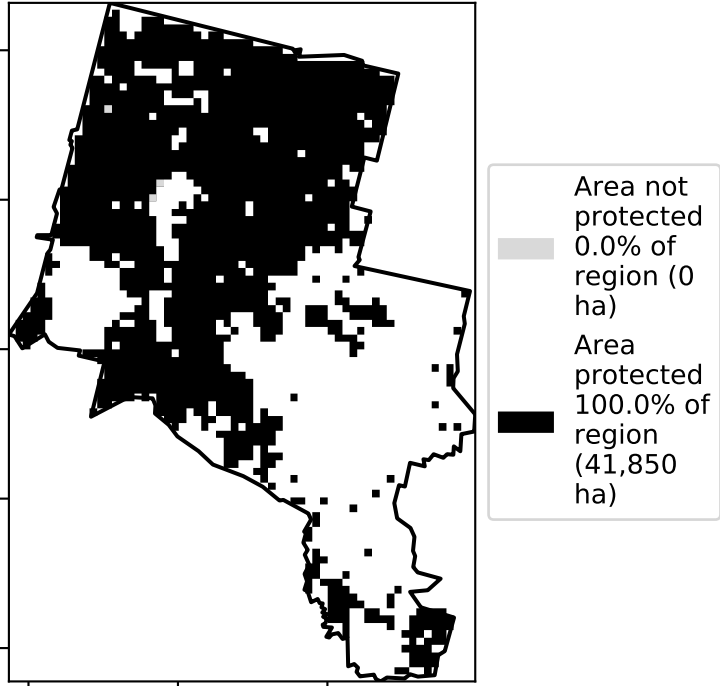 Area not
protected
0.0% of
region (0
ha)
Area
protected
100.0% of
region
(41,850
ha)